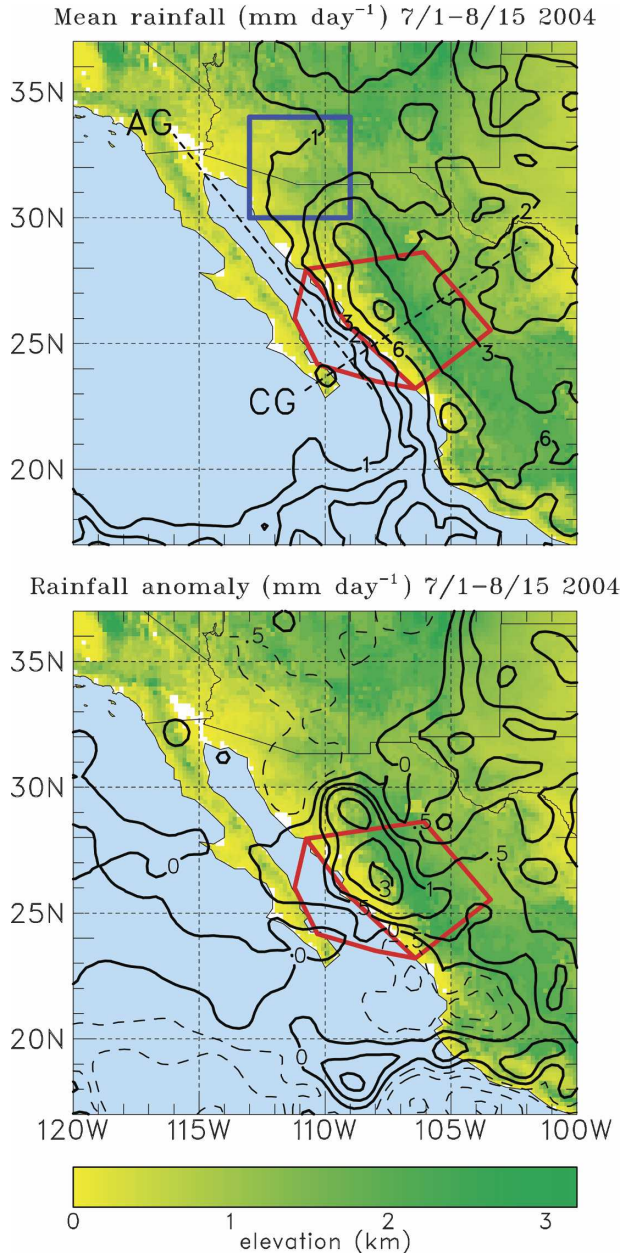 Mean rainfall (mm day⁻¹) 7/1–8/15 2004
35N
AG
1
30N
2
25N
3
2
6
3
CG
20N
1
6
Rainfall anomaly (mm day⁻¹) 7/1–8/15 2004
35N
.5
30N
0
.5
.5
0
25N
3
1
.5
.0
.5
.0
20N
0
120W 115W 110W 105W 100W
0 1 2 3
elevation (km)